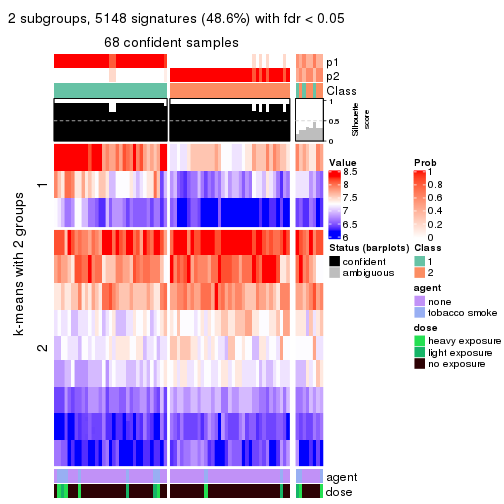 2 subgroups, 5148 signatures (48.6%) with fdr < 0.05
68 confident samples
p1
p2
Class
1
0.5
0
Silhouette
score
k-means with 2 groups
1
2
Value
8.5
8
7.5
7
6.5
6
Prob
1
0.8
0.6
0.4
0.2
0
Status (barplots)
confident
ambiguous
Class
1
2
agent
none
tobacco smoke
dose
heavy exposure
light exposure
no exposure
agent
dose